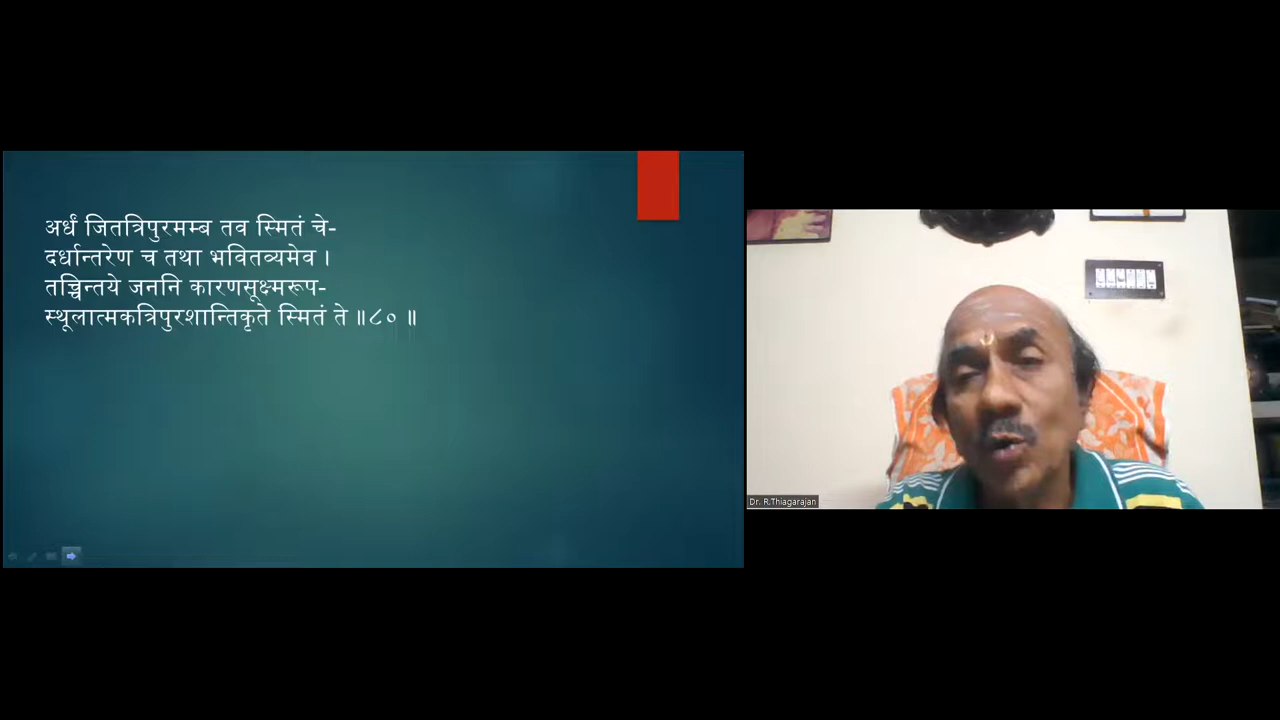 अर्धं जितत्रिपुरमम्ब तव स्मितं चे-
दर्धान्तरेण च तथा भवितव्यमेव ।
तच्चिन्तये जननि कारणसूक्ष्मरूप-
स्थूलात्मकत्रिपुरशान्तिकृते स्मितं ते ॥८० ॥
Dr. R.Thiagarajan